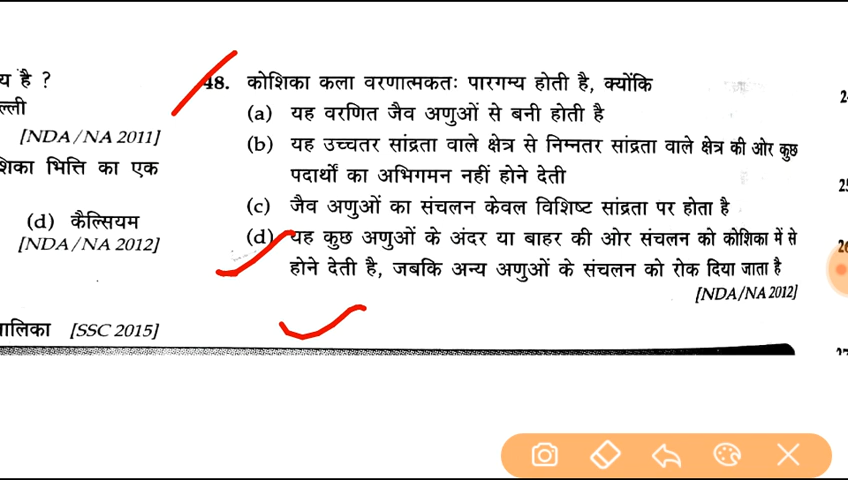 य है ?
ल्ली
[NDA/NA 2011]
शिका भित्ति का एक
(d) कैल्सियम
[NDA/NA 2012]
ालिका [SSC 2015]
48. कोशिका कला वरणात्मकतः पारगम्य होती है, क्योंकि
(a) यह वरणित जैव अणुओं से बनी होती है
(b) यह उच्चतर सांद्रता वाले क्षेत्र से निम्नतर सांद्रता वाले क्षेत्र की ओर कुछ
पदार्थों का अभिगमन नहीं होने देती
(c) जैव अणुओं का संचलन केवल विशिष्ट सांद्रता पर होता है
(d) यह कुछ अणुओं के अंदर या बाहर की ओर संचलन को कोशिका में से
होने देती है, जबकि अन्य अणुओं के संचलन को रोक दिया जाता है
[NDA/NA 2012]